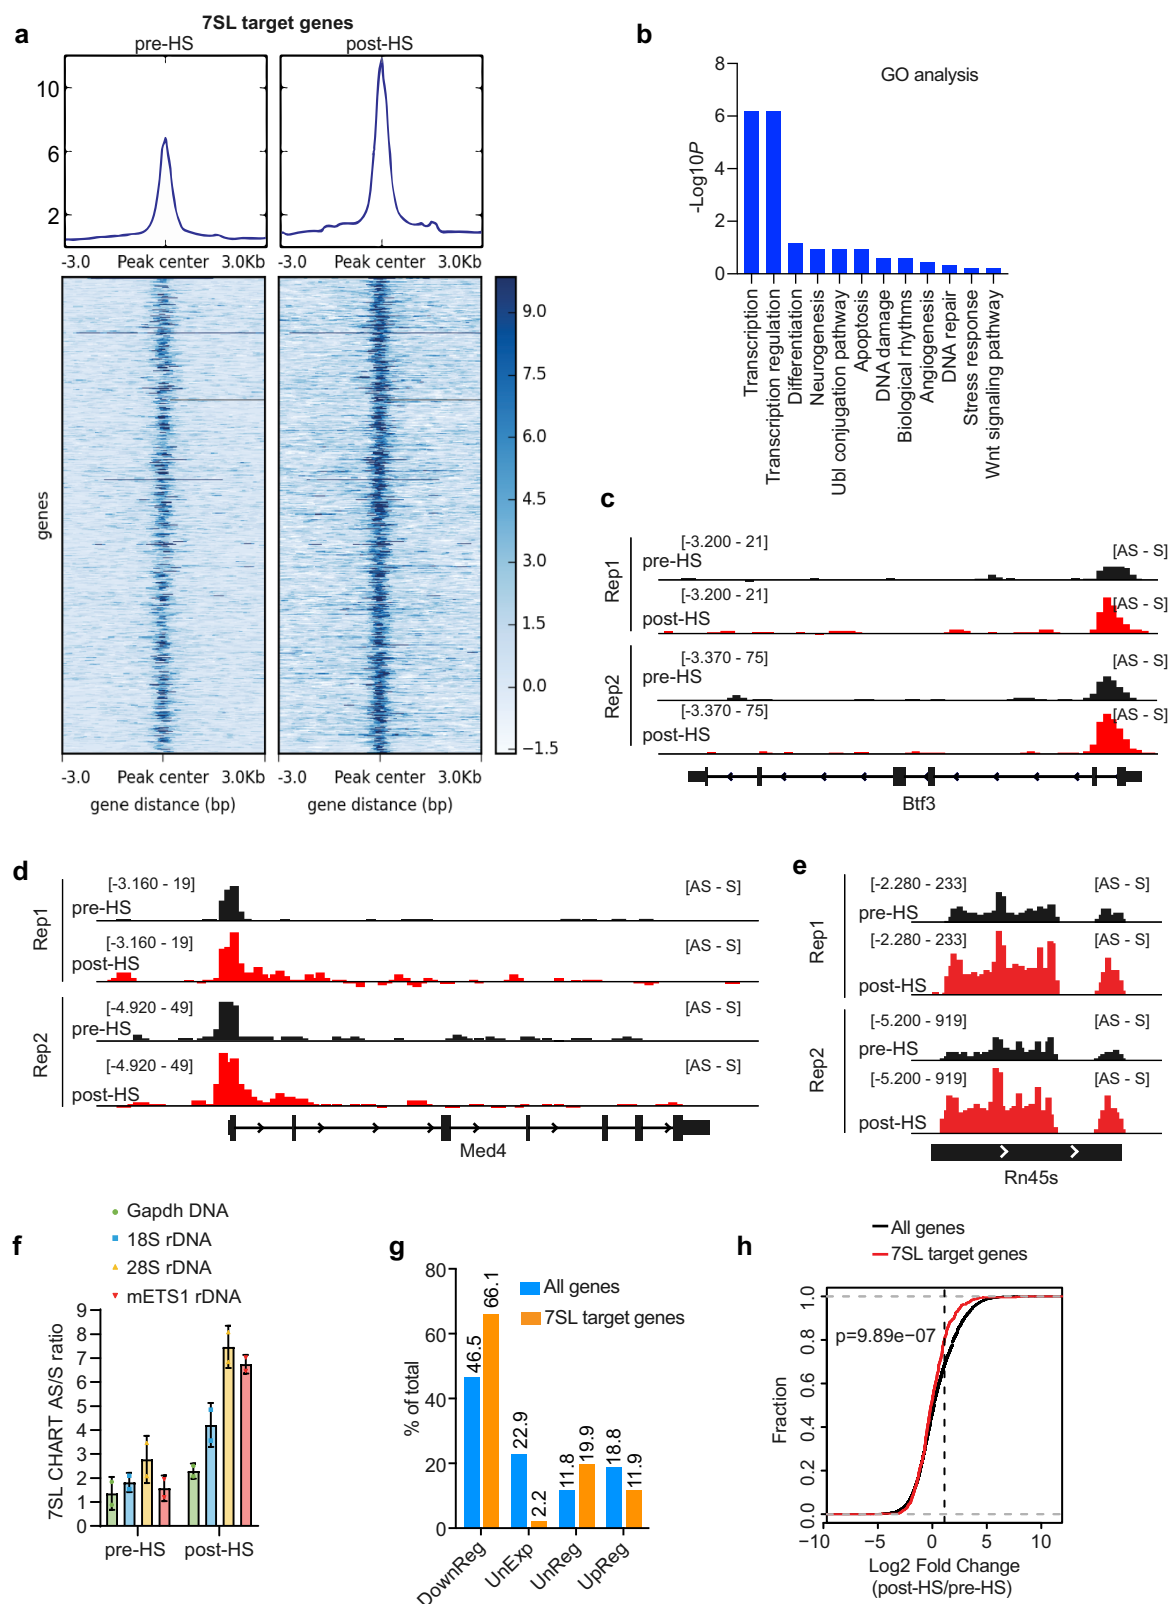 a
7SL target genes
pre-HS
post-HS
10
6
2
-3.0 Peak center 3.0Kb
-3.0 Peak center 3.0Kb
genes
9.0
7.5
6.0
4.5
3.0
1.5
0.0
−1.5
-3.0 Peak center 3.0Kb
-3.0 Peak center 3.0Kb
gene distance (bp)
gene distance (bp)
b
GO analysis
-Log10P
8
6
4
2
0
Transcription
Transcription regulation
Differentiation
Neurogenesis
Ubl conjugation pathway
Apoptosis
DNA damage
Biological rhythms
Angiogenesis
DNA repair
Stress response
Wnt signaling pathway
c
Rep1
[-3.200 - 21]
pre-HS
[AS - S]
[-3.200 - 21]
post-HS
[AS - S]
Rep2
[-3.370 - 75]
pre-HS
[AS - S]
[-3.370 - 75]
post-HS
[AS - S]
Btf3
d
Rep1
[-3.160 - 19]
pre-HS
[AS - S]
[-3.160 - 19]
post-HS
[AS - S]
Rep2
[-4.920 - 49]
pre-HS
[AS - S]
[-4.920 - 49]
post-HS
[AS - S]
Med4
e
Rep1
[-2.280 - 233]
pre-HS
[AS - S]
[-2.280 - 233]
post-HS
[AS - S]
Rep2
[-5.200 - 919]
pre-HS
[AS - S]
[-5.200 - 919]
post-HS
[AS - S]
Rn45s
f
Gapdh DNA
18S rDNA
28S rDNA
mETS1 rDNA
7SL CHART AS/S ratio
9
8
7
6
5
4
3
2
1
0
pre-HS
post-HS
g
All genes
7SL target genes
% of total
80
60
40
20
0
46.5
66.1
22.9
2.2
11.8
19.9
18.8
11.9
DownReg
UnExp
UnReg
UpReg
h
All genes
7SL target genes
p=9.89e−07
Fraction
1.0
0.8
0.6
0.4
0.2
0.0
−10 −5 0 5 10
Log2 Fold Change
(post-HS/pre-HS)